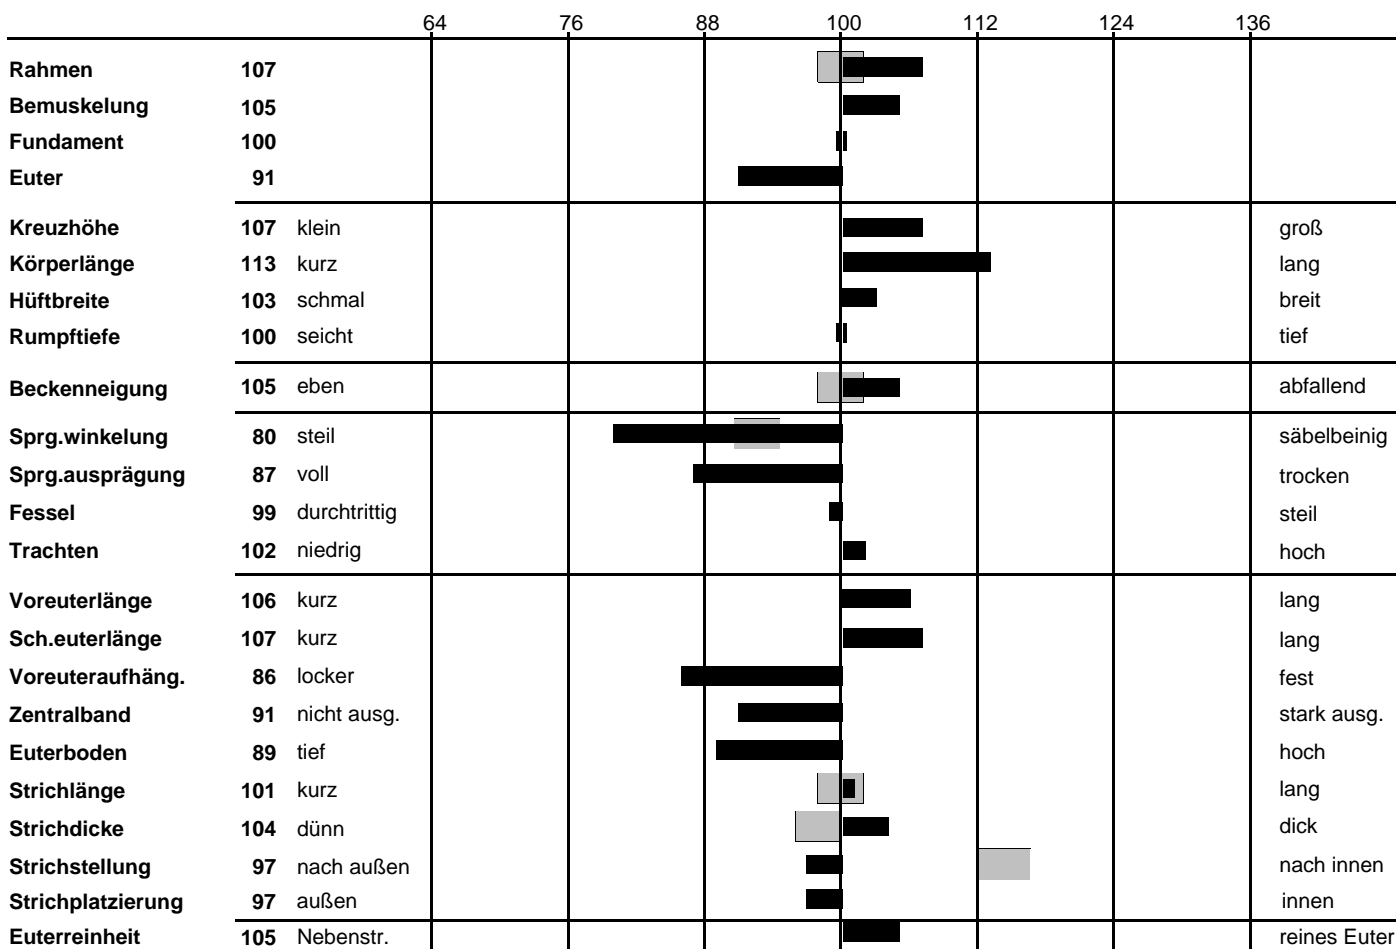 64 76 88 100 112 124 136
Rahmen 107
Bemuskelung 105
Fundament 100
Euter 91
Kreuzhöhe 107 klein groß
Körperlänge 113 kurz lang
Hüftbreite 103 schmal breit
Rumpftiefe 100 seicht tief
Beckenneigung 105 eben abfallend
Sprg.winkelung 80 steil säbelbeinig
Sprg.ausprägung 87 voll trocken
Fessel 99 durchtrittig steil
Trachten 102 niedrig hoch
Voreuterlänge 106 kurz lang
Sch.euterlänge 107 kurz lang
Voreuteraufhäng. 86 locker fest
Zentralband 91 nicht ausg. stark ausg.
Euterboden 89 tief hoch
Strichlänge 101 kurz lang
Strichdicke 104 dünn dick
Strichstellung 97 nach außen nach innen
Strichplatzierung 97 außen innen
Euterreinheit 105 Nebenstr. reines Euter